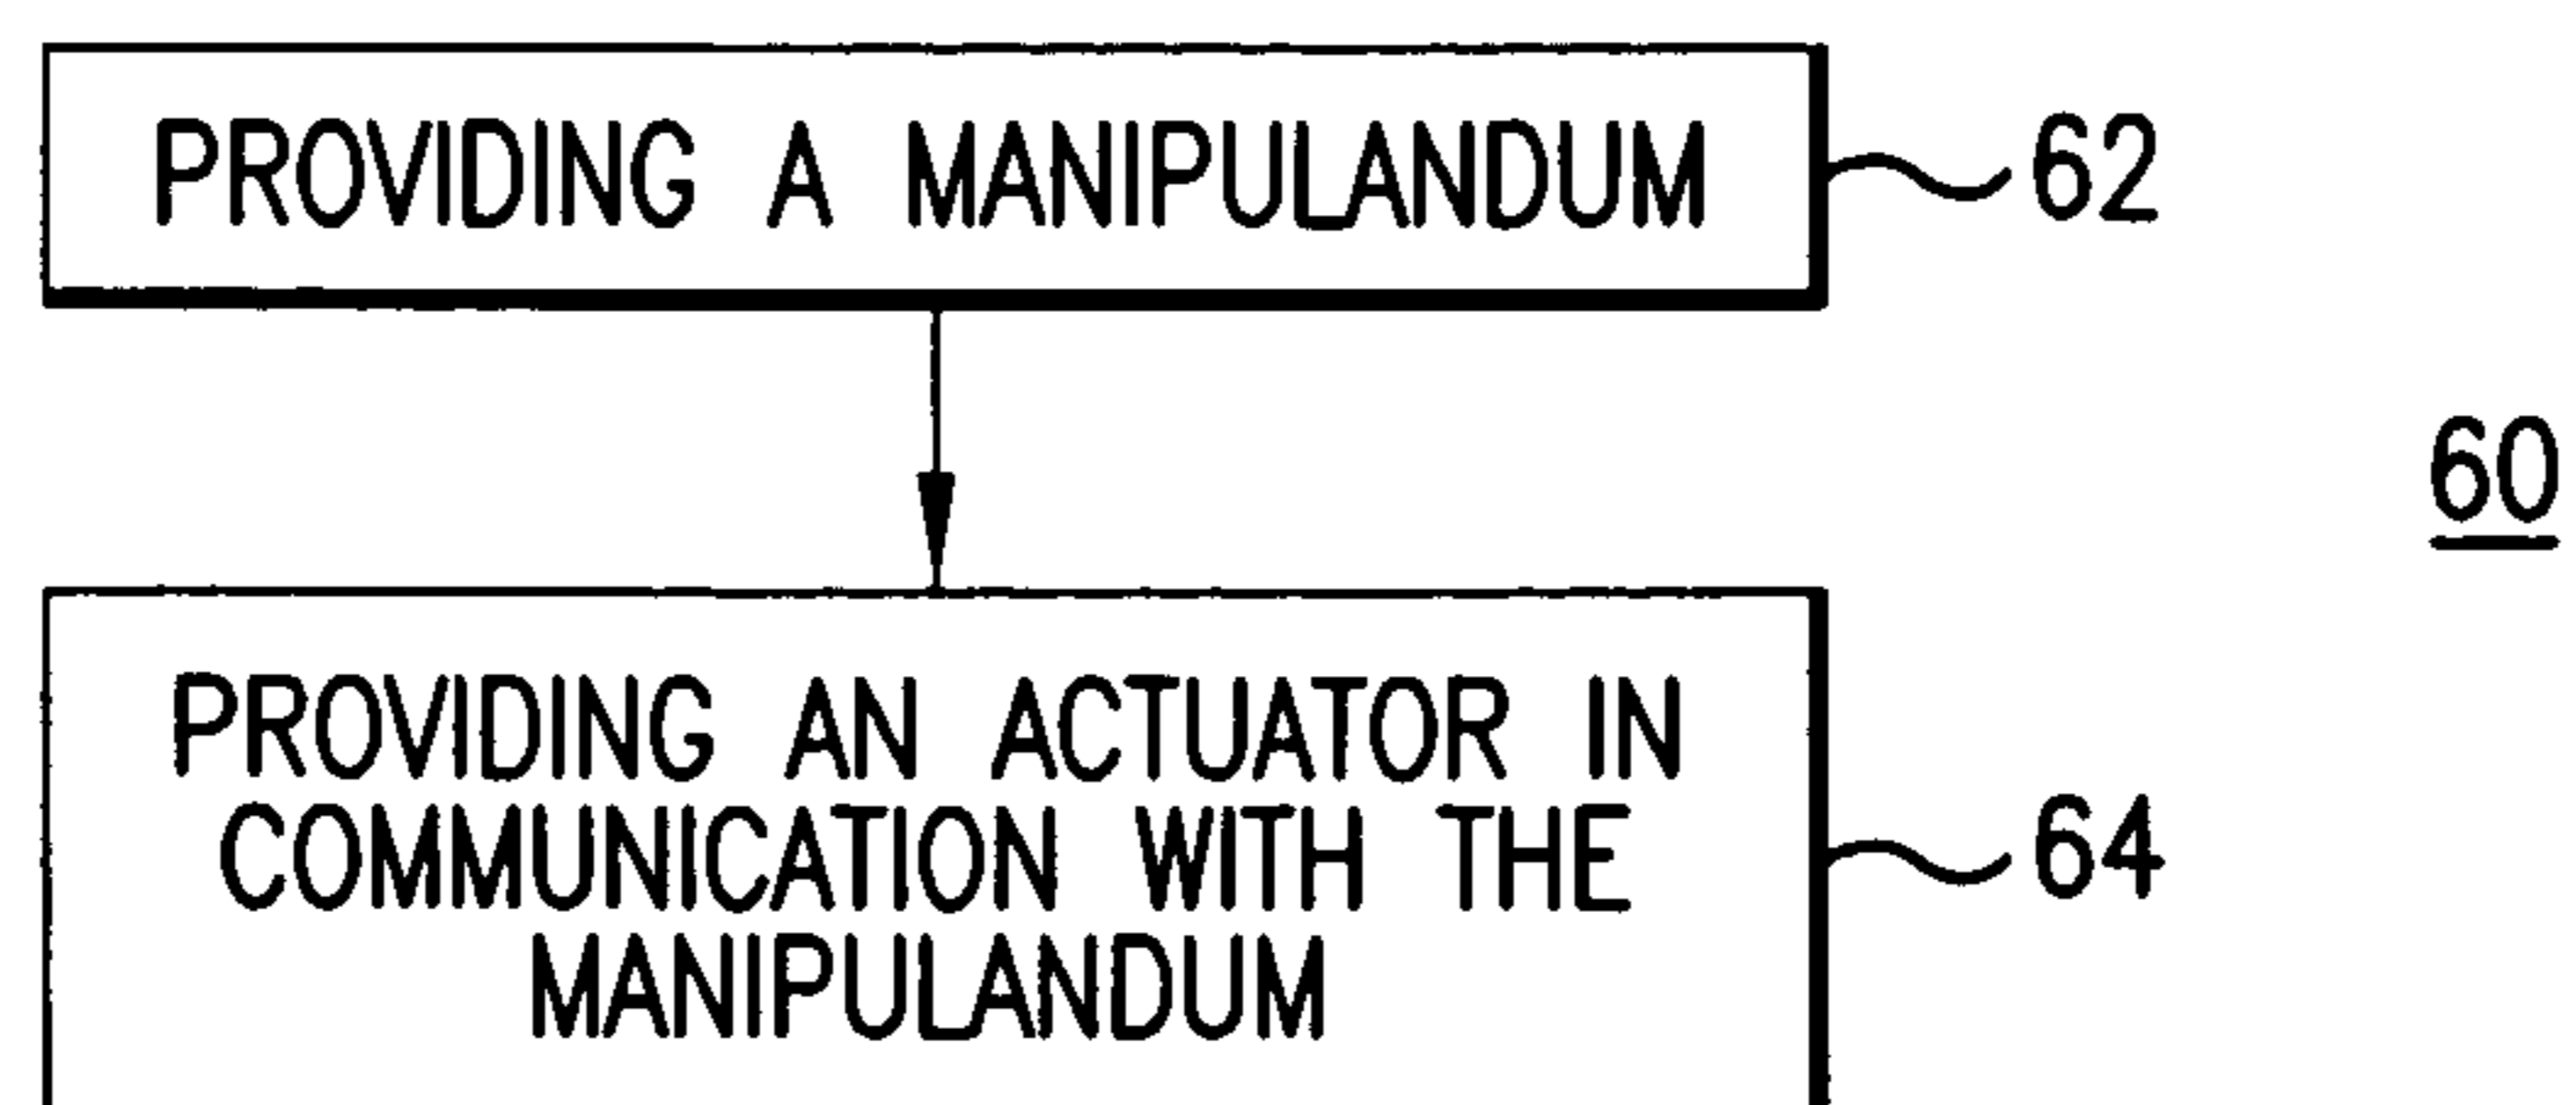 PROVIDING A MANIPULANDUM
62
60
PROVIDING AN ACTUATOR IN
COMMUNICATION WITH THE
MANIPULANDUM
64